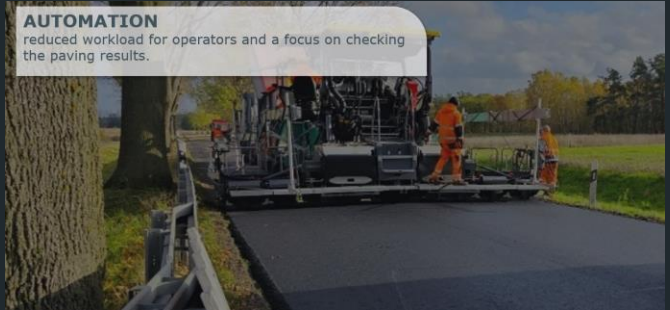 AUTOMATION
reduced workload for operators and a focus on checking
the paving results.